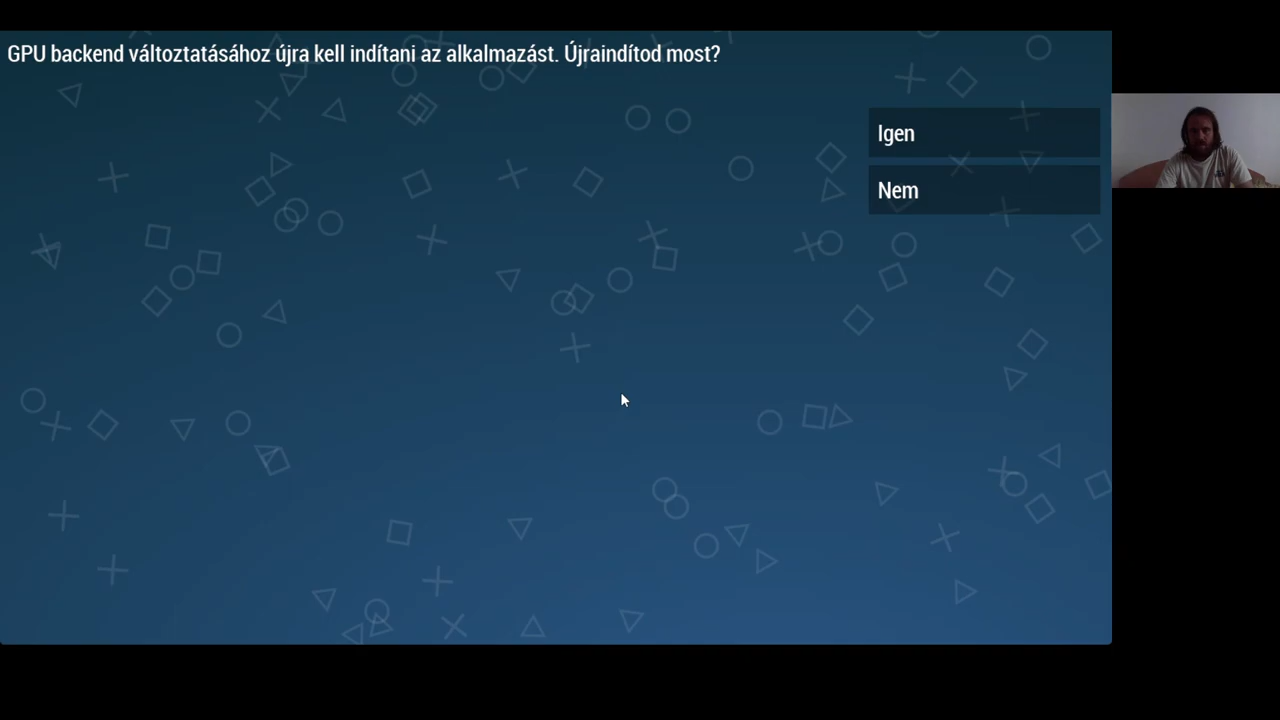 GPU backend változtatásához újra kell indítani az alkalmazást. Újraindítod most?
Igen
Nem